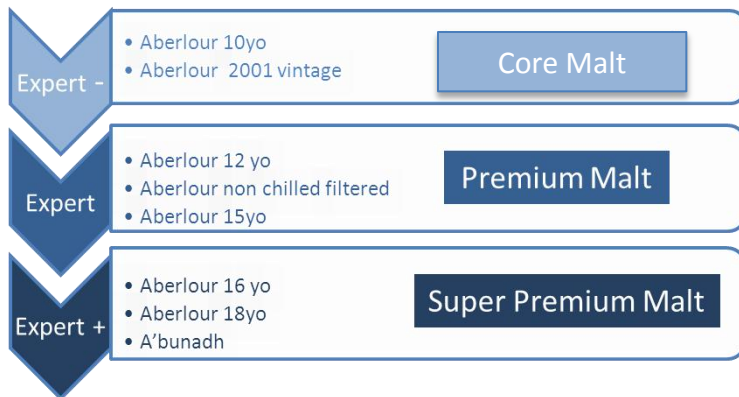 Expert -
• Aberlour 10yo
• Aberlour 2001 vintage
Core Malt
Expert
• Aberlour 12 yo
• Aberlour non chilled filtered
• Aberlour 15yo
Premium Malt
Expert +
• Aberlour 16 yo
• Aberlour 18yo
• A’bunadh
Super Premium Malt